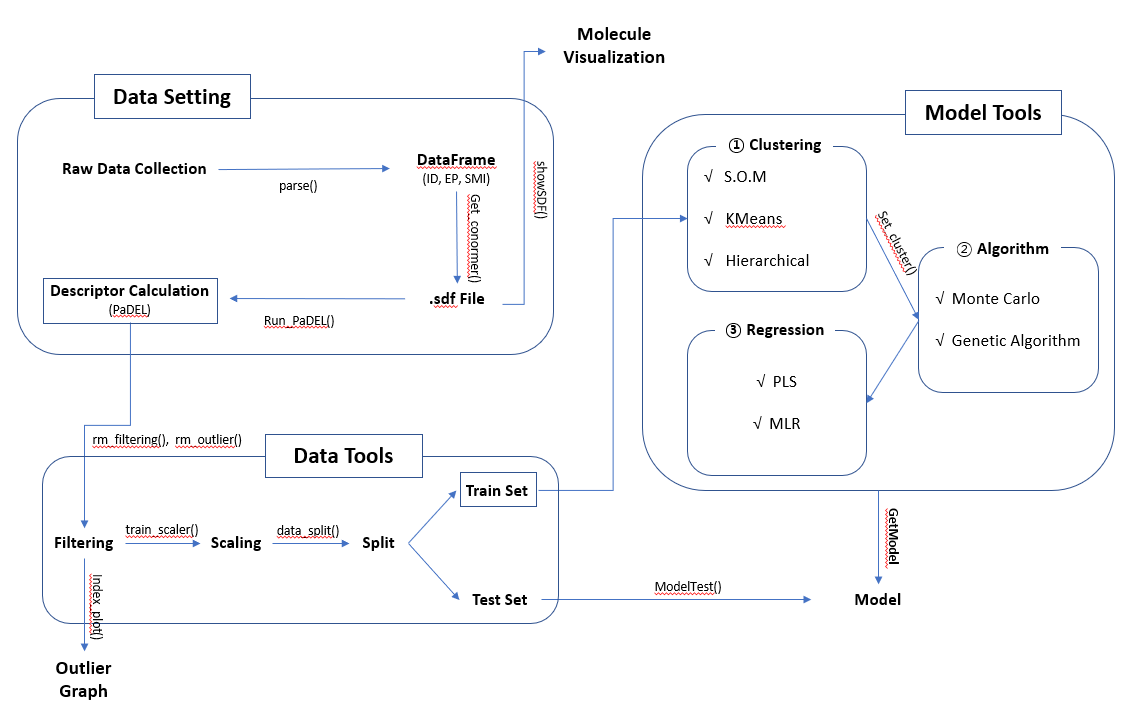 Molecule
Visualization
Data Setting
Raw Data Collection
parse()
DataFrame
(ID, EP, SMI)
Get_conormer()
showSDF()
.sdf File
Run_PaDEL()
Descriptor Calculation
(PaDEL)
rm_filtering(), rm_outlier()
Data Tools
Filtering
train_scaler()
Scaling
data_split()
Split
Train Set
Test Set
Index_plot()
Outlier
Graph
ModelTest()
Model Tools
① Clustering
√ S.O.M
√ KMeans
√ Hierarchical
Set_cluster()
② Algorithm
√ Monte Carlo
√ Genetic Algorithm
③ Regression
√ PLS
√ MLR
GetModel
Model